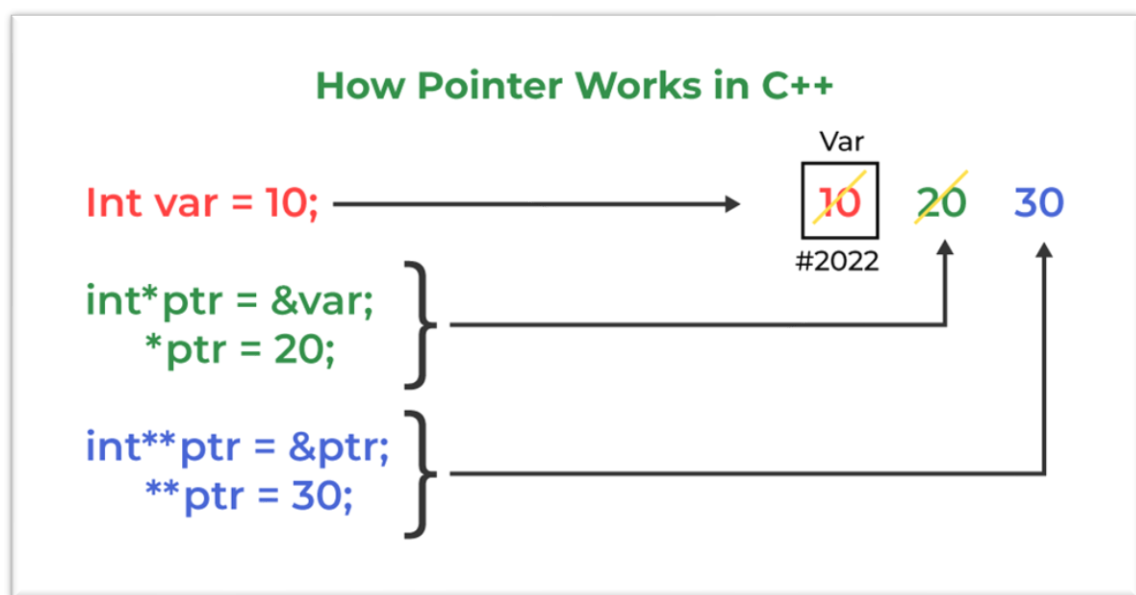 How Pointer Works in C++
Var
Int var = 10;
10 20 30
#2022
int*ptr = &var;
*ptr = 20;
int**ptr = &ptr;
**ptr = 30;